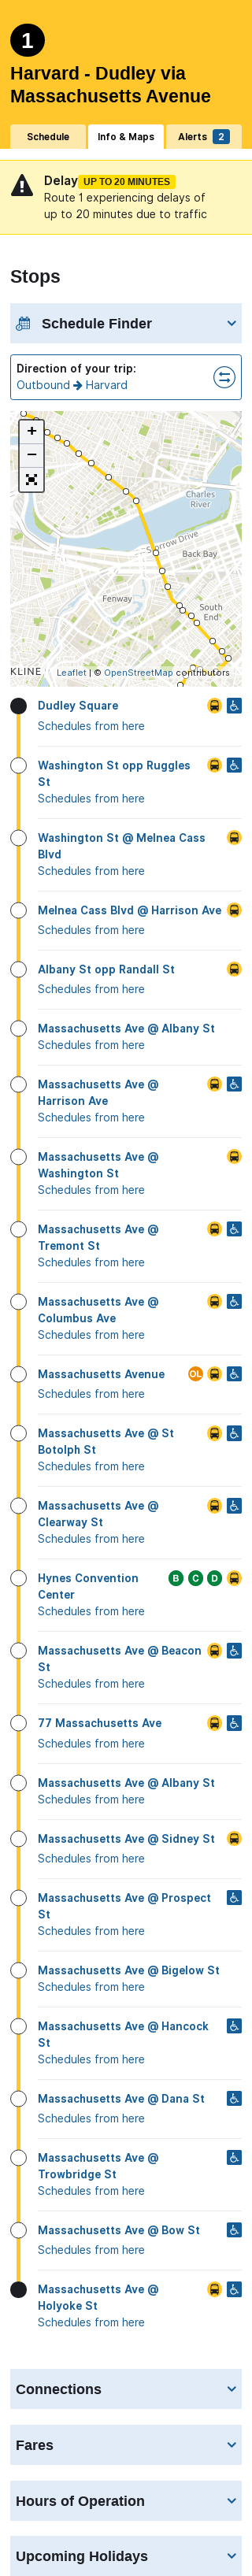 1
Harvard - Dudley via
Massachusetts Avenue
Schedule
Info & Maps
Alerts 2
Delay UP TO 20 MINUTES
Route 1 experiencing delays of
up to 20 minutes due to traffic
Stops
Schedule Finder
Direction of your trip:
Outbound → Harvard
+
−
Charles
River
Storrow Drive
Back Bay
Fenway
South
End
KLINE
Leaflet | © OpenStreetMap contributors
Dudley Square
Schedules from here
Washington St opp Ruggles
St
Schedules from here
Washington St @ Melnea Cass
Blvd
Schedules from here
Melnea Cass Blvd @ Harrison Ave
Schedules from here
Albany St opp Randall St
Schedules from here
Massachusetts Ave @ Albany St
Schedules from here
Massachusetts Ave @
Harrison Ave
Schedules from here
Massachusetts Ave @
Washington St
Schedules from here
Massachusetts Ave @
Tremont St
Schedules from here
Massachusetts Ave @
Columbus Ave
Schedules from here
Massachusetts Avenue OL
Schedules from here
Massachusetts Ave @ St
Botolph St
Schedules from here
Massachusetts Ave @
Clearway St
Schedules from here
Hynes Convention B C D
Center
Schedules from here
Massachusetts Ave @ Beacon
St
Schedules from here
77 Massachusetts Ave
Schedules from here
Massachusetts Ave @ Albany St
Schedules from here
Massachusetts Ave @ Sidney St
Schedules from here
Massachusetts Ave @ Prospect
St
Schedules from here
Massachusetts Ave @ Bigelow St
Schedules from here
Massachusetts Ave @ Hancock
St
Schedules from here
Massachusetts Ave @ Dana St
Schedules from here
Massachusetts Ave @
Trowbridge St
Schedules from here
Massachusetts Ave @ Bow St
Schedules from here
Massachusetts Ave @
Holyoke St
Schedules from here
Connections
Fares
Hours of Operation
Upcoming Holidays